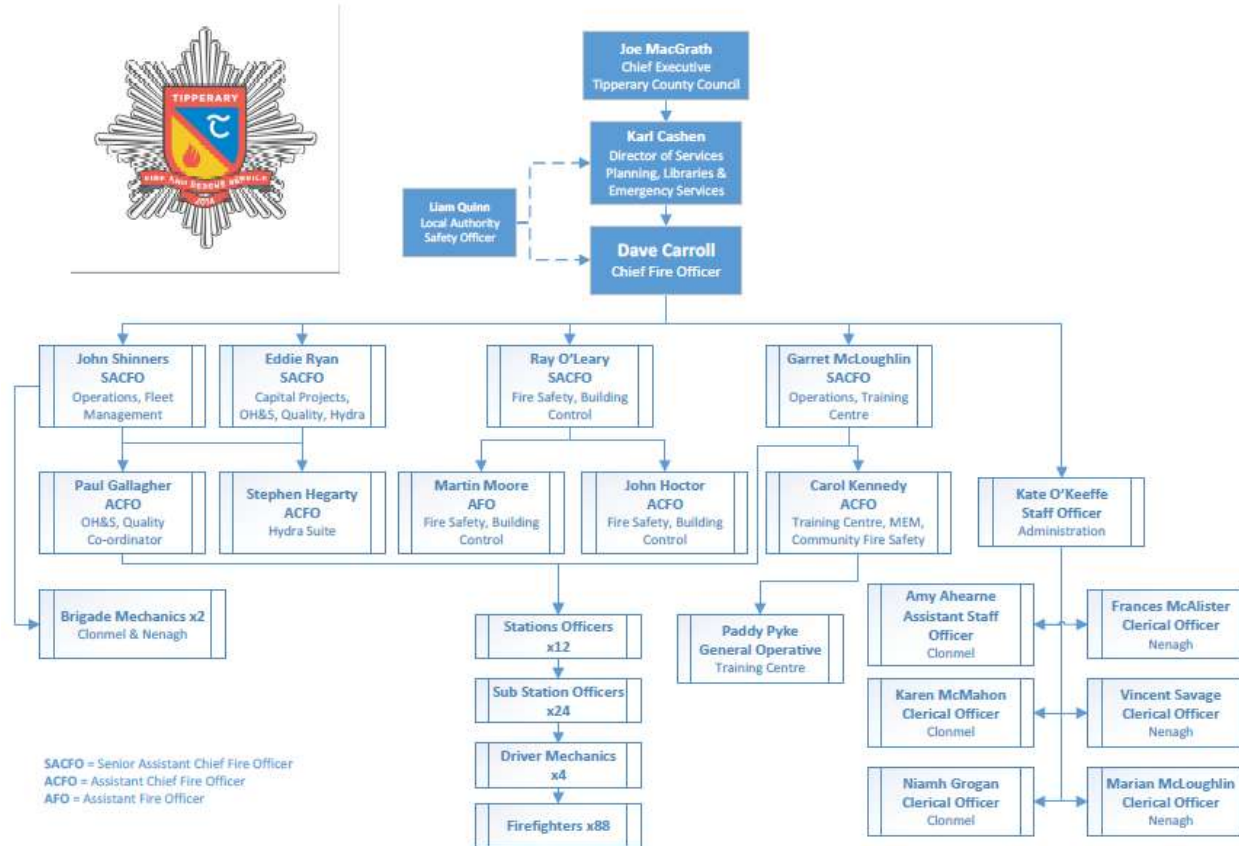 TIPPERARY
FIRE AND RESCUE SERVICE
2014
Joe MacGrath
Chief Executive
Tipperary County Council
Karl Cashen
Director of Services
Planning, Libraries &
Emergency Services
Liam Quinn
Local Authority
Safety Officer
Dave Carroll
Chief Fire Officer
John Shinners
SACFO
Operations, Fleet
Management
Eddie Ryan
SACFO
Capital Projects,
OH&S, Quality, Hydra
Ray O'Leary
SACFO
Fire Safety, Building
Control
Garret McLoughlin
SACFO
Operations, Training
Centre
Paul Gallagher
ACFO
OH&S, Quality
Co-ordinator
Stephen Hegarty
ACFO
Hydra Suite
Martin Moore
AFO
Fire Safety, Building
Control
John Hoctor
ACFO
Fire Safety, Building
Control
Carol Kennedy
ACFO
Training Centre, MEM,
Community Fire Safety
Kate O'Keeffe
Staff Officer
Administration
Brigade Mechanics x2
Clonmel & Nenagh
Stations Officers
x12
Sub Station Officers
x24
Driver Mechanics
x4
Firefighters x88
Paddy Pyke
General Operative
Training Centre
Amy Ahearne
Assistant Staff
Officer
Clonmel
Frances McAlister
Clerical Officer
Nenagh
Karen McMahon
Clerical Officer
Clonmel
Vincent Savage
Clerical Officer
Nenagh
Niamh Grogan
Clerical Officer
Clonmel
Marian McLoughlin
Clerical Officer
Nenagh
SACFO = Senior Assistant Chief Fire Officer
ACFO = Assistant Chief Fire Officer
AFO = Assistant Fire Officer